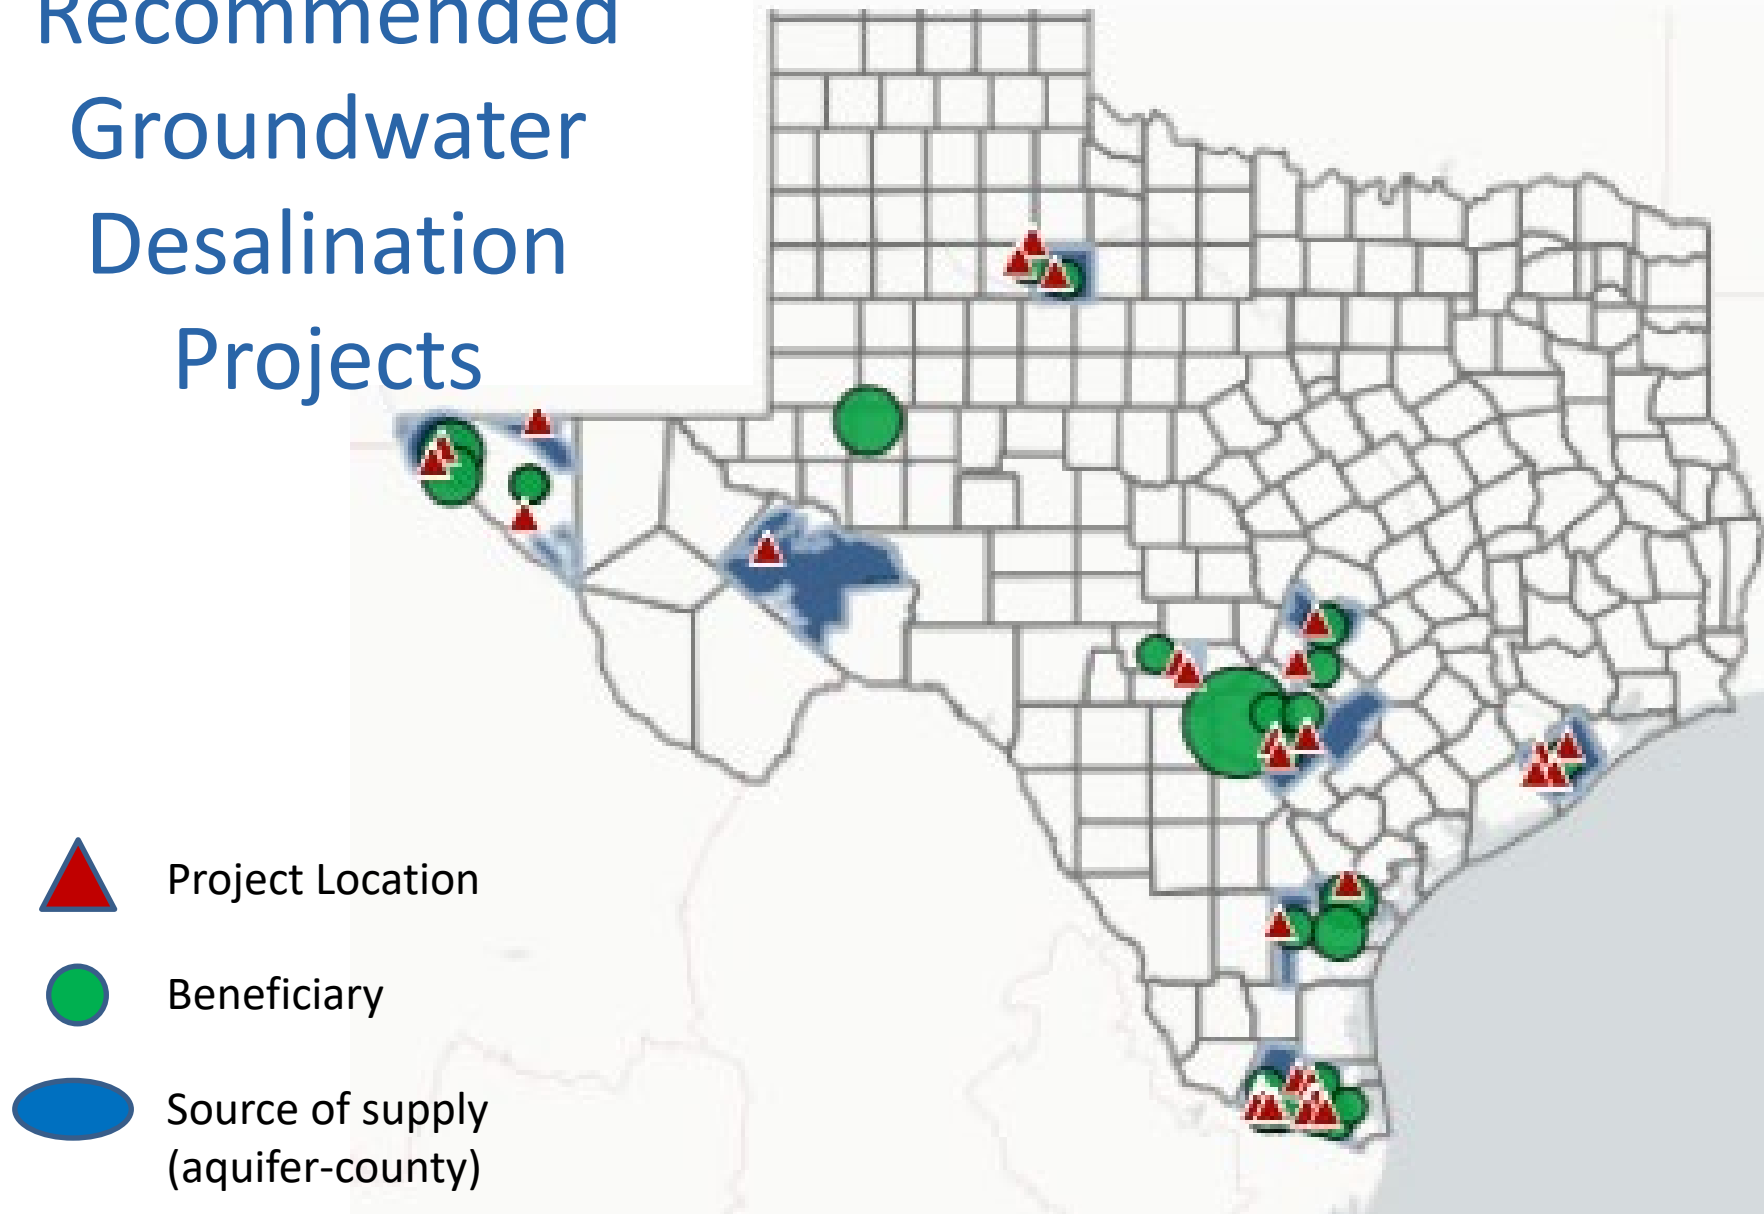 Recommended
Groundwater
Desalination
Projects
Project Location
Beneficiary
Source of supply
(aquifer-county)